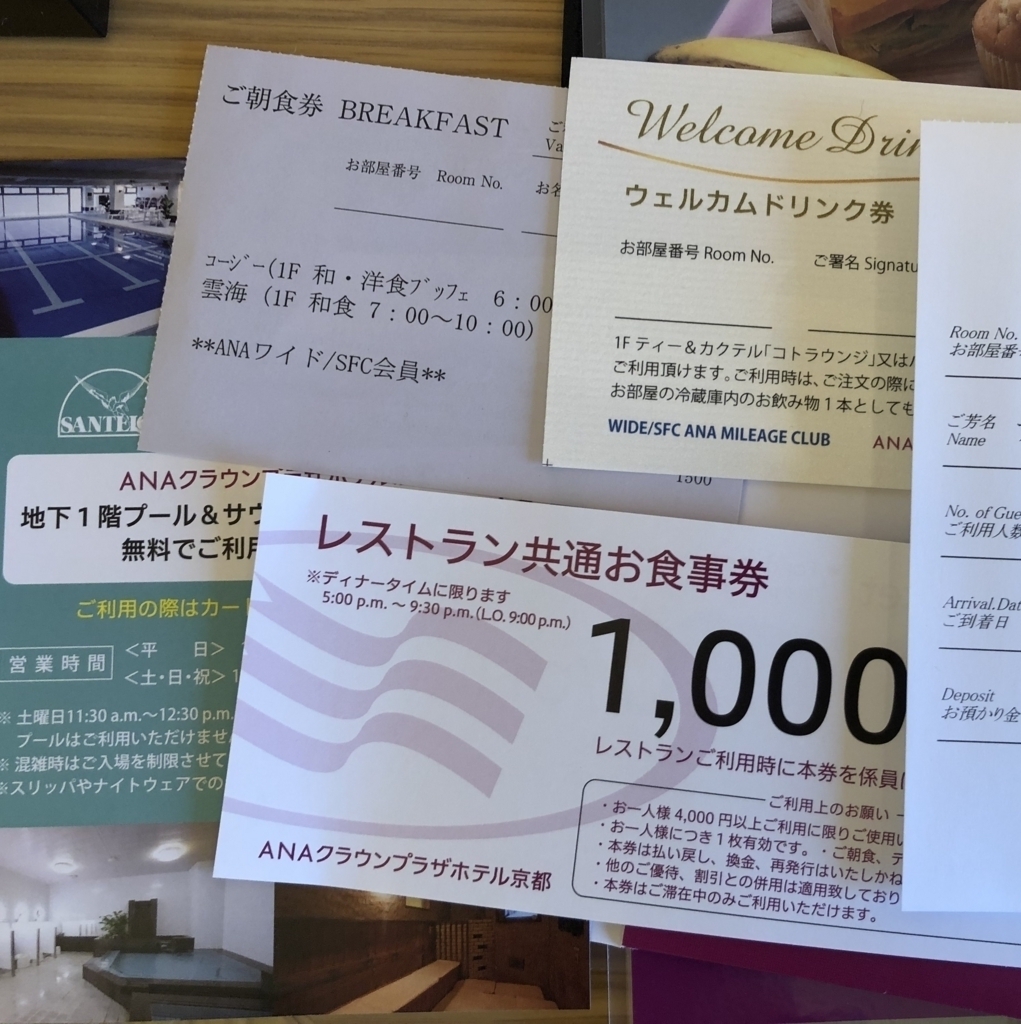 ご朝食券 BREAKFAST
お部屋番号 Room No.
コージー(1F 和・洋食ブッフェ 6:00
雲海 (1F 和食 7:00～10:00)
**ANAワイド/SFC会員**
1500
Welcome
ウェルカムドリンク券
お部屋番号 Room No. ご署名
1F ティー&カクテル「コトラウンジ」又は
ご利用頂けます。ご利用時は、ご注文の際に
お部屋の冷蔵庫内のお飲み物1本としても
WIDE/SFC ANA MILEAGE CLUB ANA
Room No.
お部屋番
ご芳名
Name
No. of
ご利用人数
Arrival.
ご到着日
Deposit
お預かり金
ANAクラウン
地下1階プール&サウ
無料でご利用
ご利用の際はカー
営業時間
<平 日>
<土・日・祝> 1
※ 土曜日11:30 a.m.～12:30 p.m.
プールはご利用いただけませ
※ 混雑時はご入場を制限させて
※スリッパやナイトウェアでの
レストラン共通お食事券
※ディナータイムに限ります
5:00 p.m. ～ 9:30 p.m. (L.O. 9:00 p.m.)
1,000
レストランご利用時に本券を係員
ご利用上のお願い
・お一人様 4,000 円以上ご利用に限りご使用い
・お一人様につき1枚有効です。 ・ご朝食、デ
・本券は払い戻し、換金、再発行はいたしかね
・他のご優待、割引との併用は適用致しており
・本券はご滞在中のみご利用いただけます。
ANAクラウンプラザホテル京都